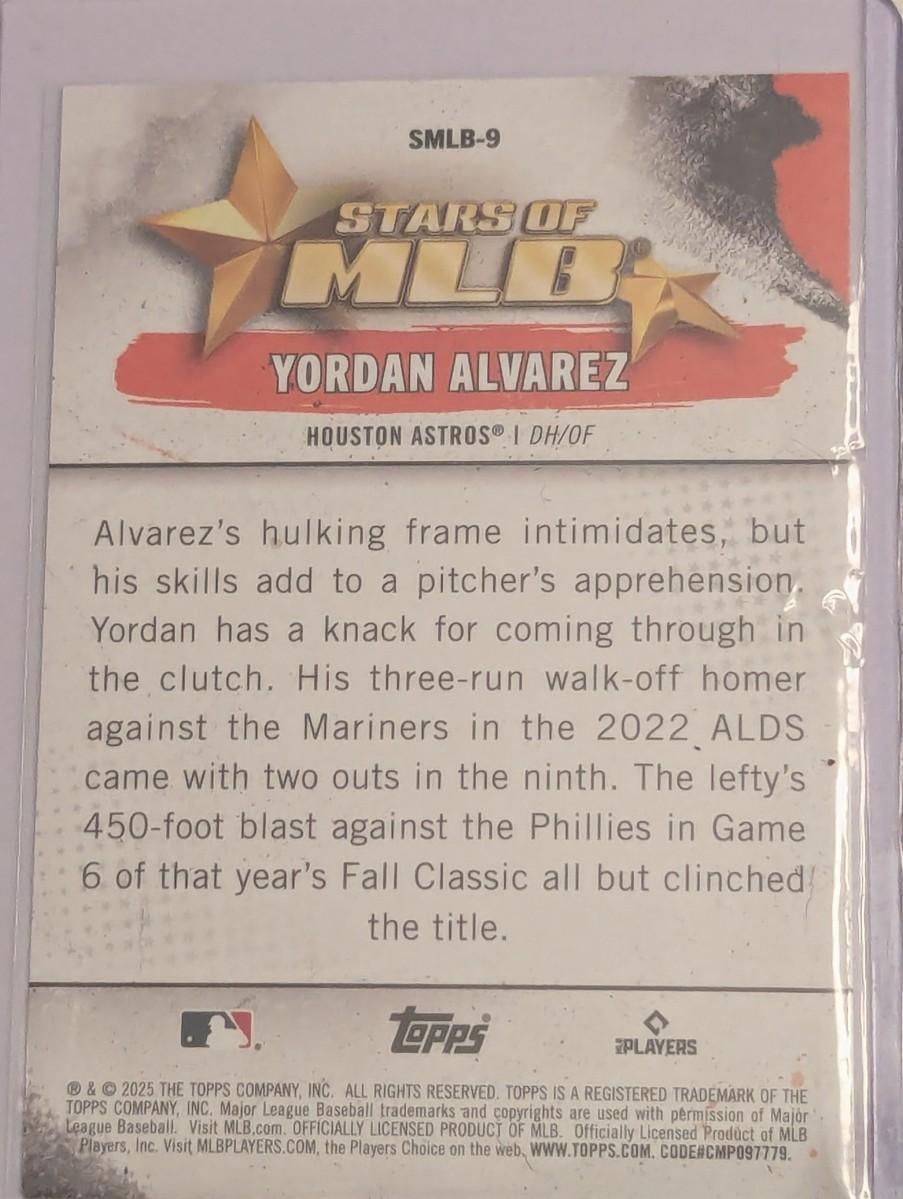 SMLB-9
STARS OF
MLB®
YORDAN ALVAREZ
HOUSTON ASTROS® | DH/OF
Alvarez's hulking frame intimidates, but
his skills add to a pitcher's apprehension.
Yordan has a knack for coming through in
the clutch. His three-run walk-off homer
against the Mariners in the 2022 ALDS
came with two outs in the ninth. The lefty's
450-foot blast against the Phillies in Game
6 of that year's Fall Classic all but clinched
the title.
Topps
MLB PLAYERS
® & © 2025 THE TOPPS COMPANY, INC. ALL RIGHTS RESERVED. TOPPS IS A REGISTERED TRADEMARK OF THE
TOPPS COMPANY, INC. Major League Baseball trademarks and copyrights are used with permission of Major
League Baseball. Visit MLB.com. OFFICIALLY LICENSED PRODUCT OF MLB. Officially Licensed Product of MLB
Players, Inc. Visit MLBPLAYERS.COM, the Players Choice on the web. WWW.TOPPS.COM. CODE#CMP097779.